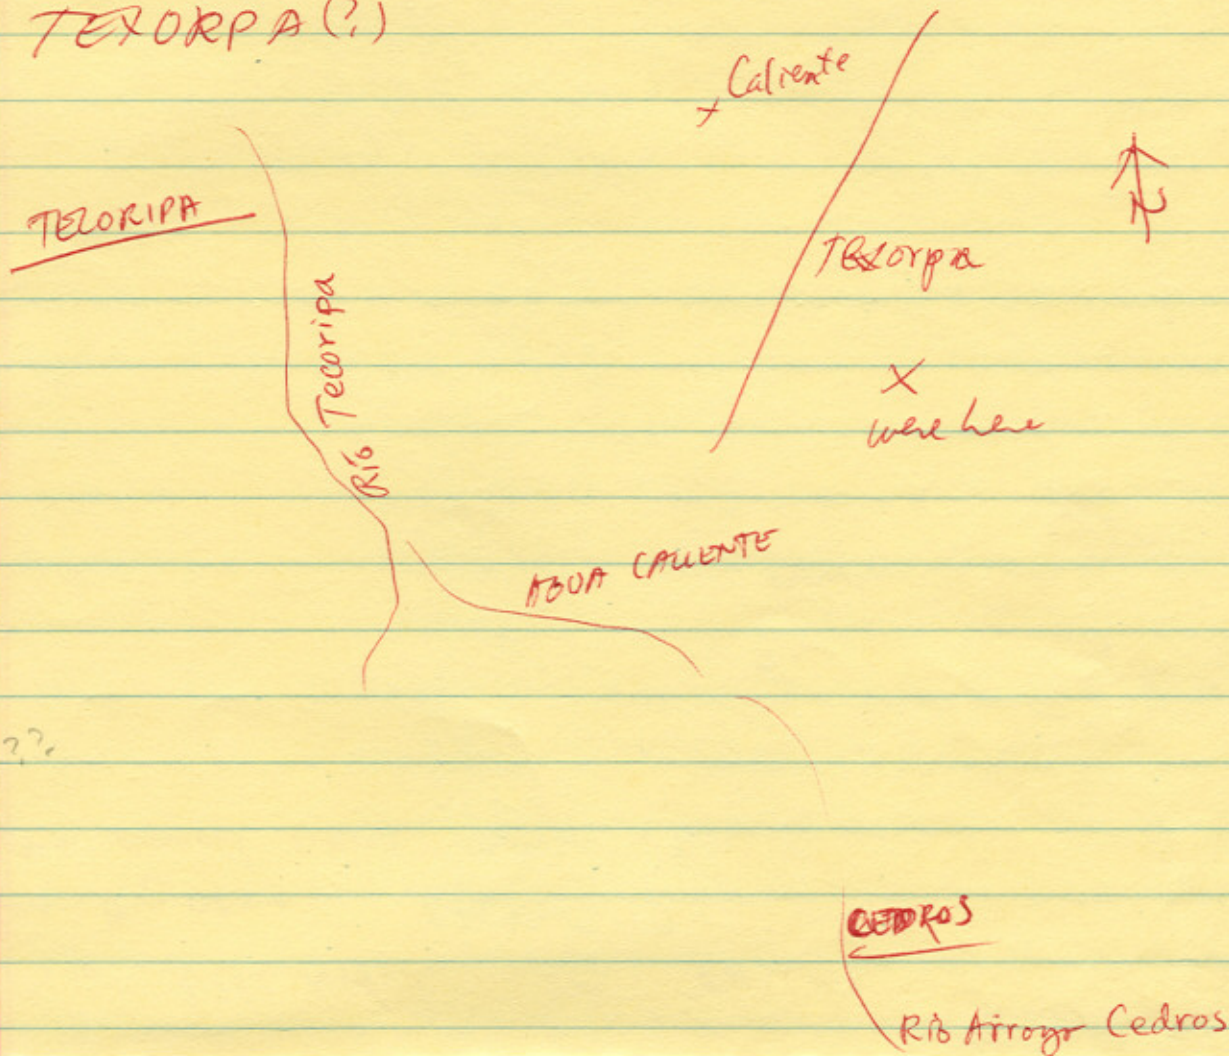 TEXORPA (?)
Caliente
N
TECORIPA
Texorpa
Río Tecoripa
were here
AGUA CALIENTE
??
CEDROS
Río Arroyo Cedros